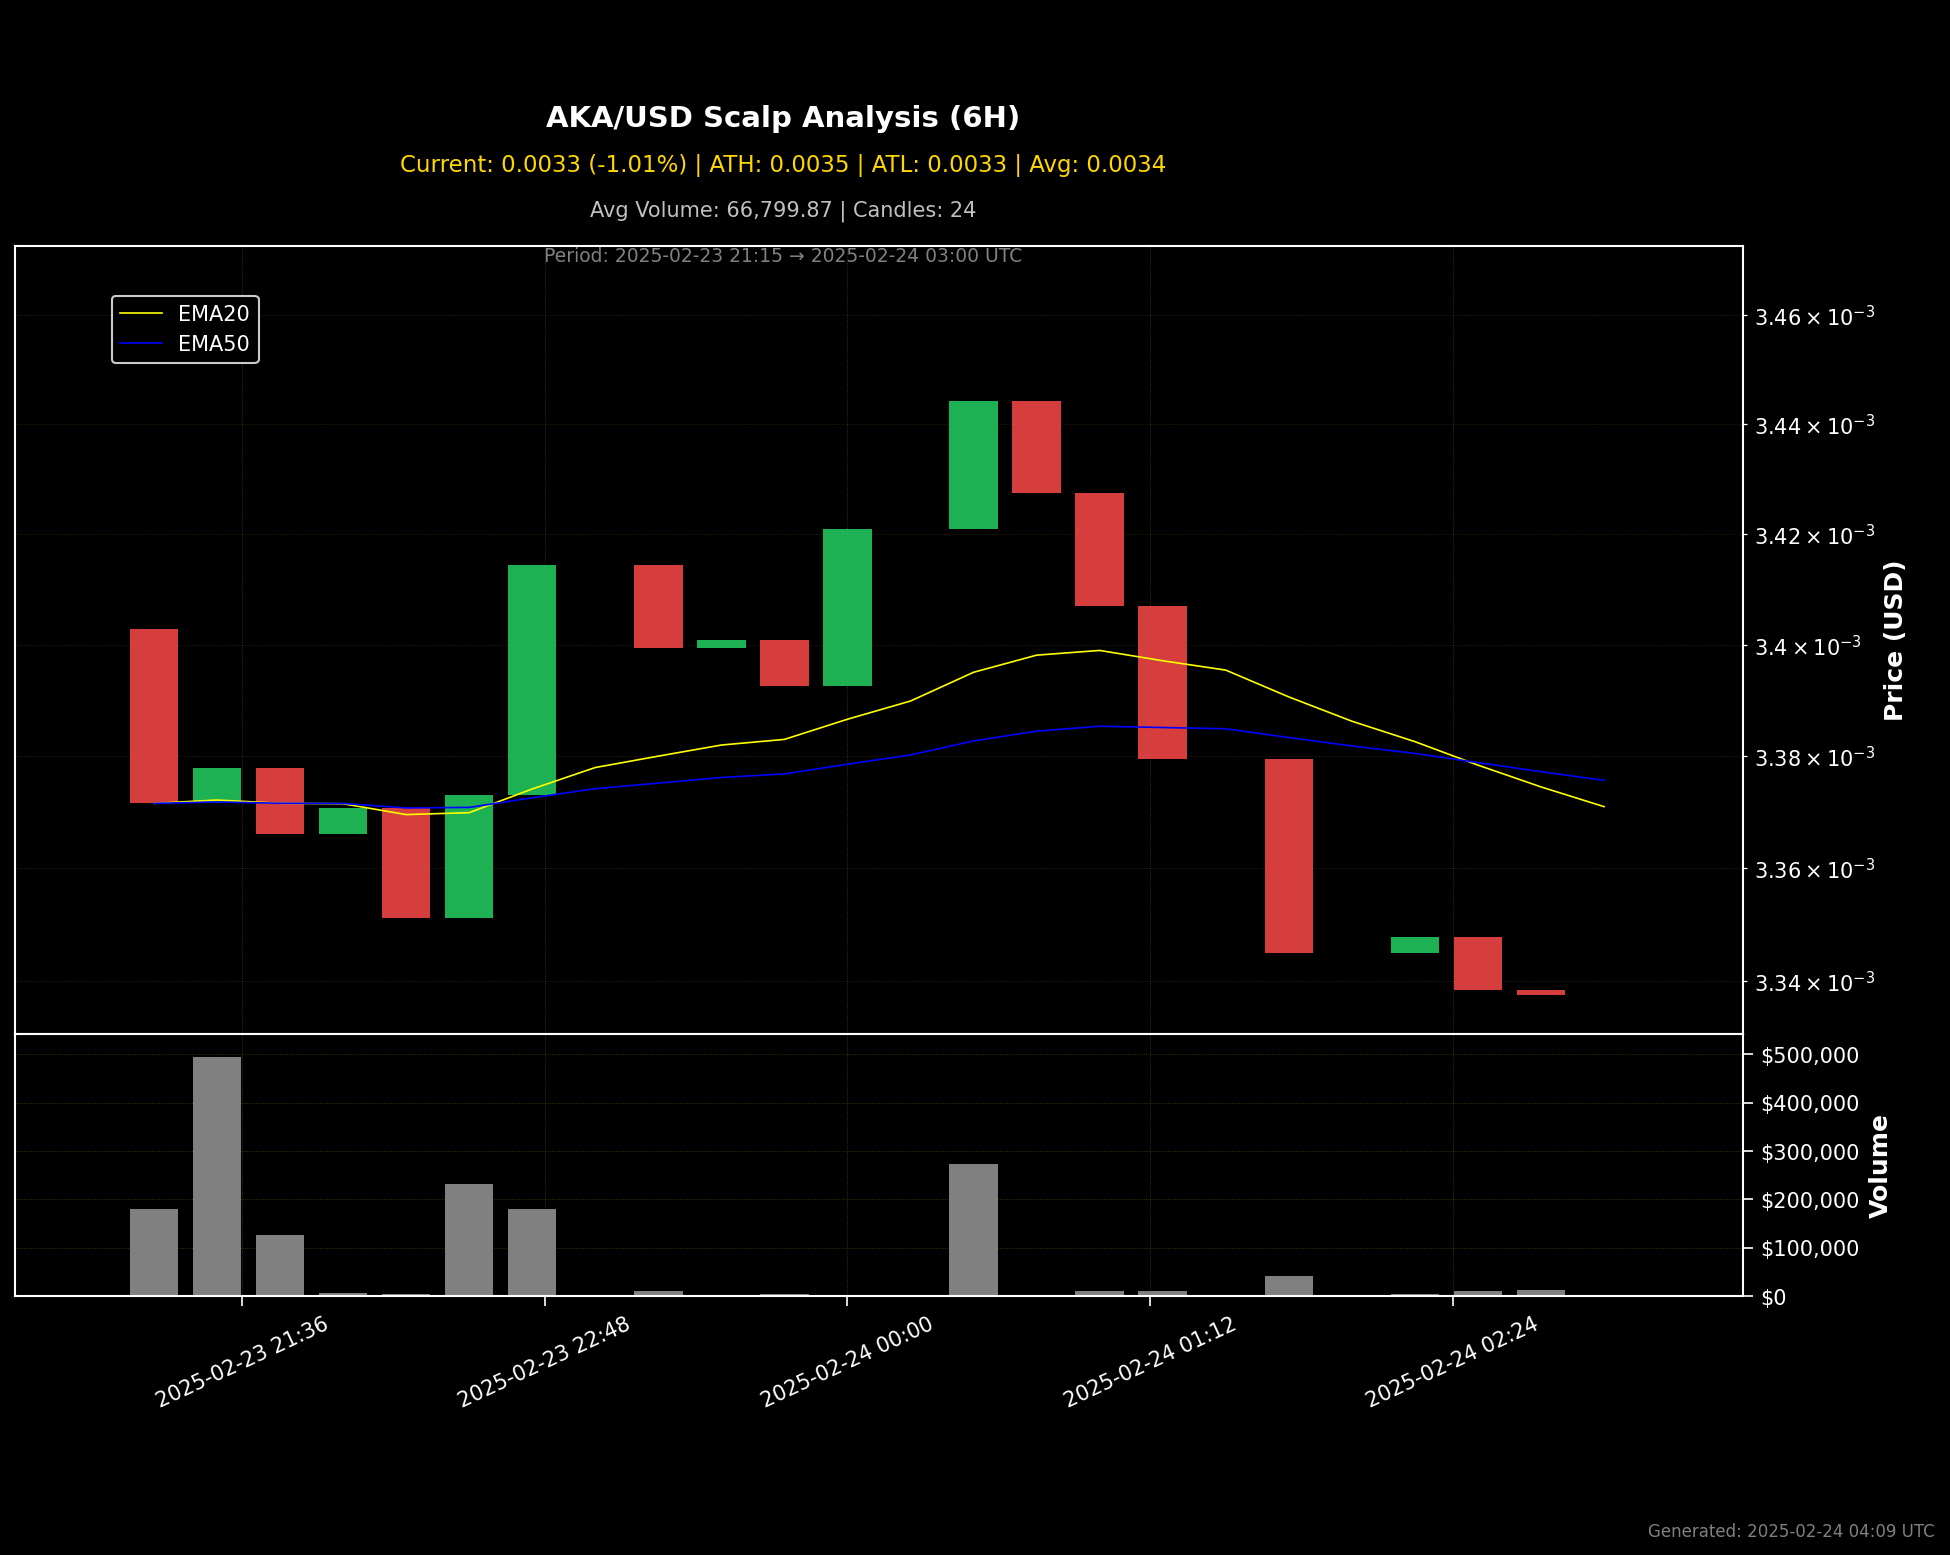 AKA/USD Scalp Analysis (6H)
Current: 0.0033 (-1.01%) | ATH: 0.0035 | ATL: 0.0033 | Avg: 0.0034
Avg Volume: 66,799.87 | Candles: 24
Period: 2025-02-23 21:15 → 2025-02-24 03:00 UTC
EMA20
EMA50
3.46 × 10⁻³
3.44 × 10⁻³
3.42 × 10⁻³
3.4 × 10⁻³
3.38 × 10⁻³
3.36 × 10⁻³
3.34 × 10⁻³
Price (USD)
$500,000
$400,000
$300,000
$200,000
$100,000
$0
Volume
2025-02-23 21:36
2025-02-23 22:48
2025-02-24 00:00
2025-02-24 01:12
2025-02-24 02:24
Generated: 2025-02-24 04:09 UTC